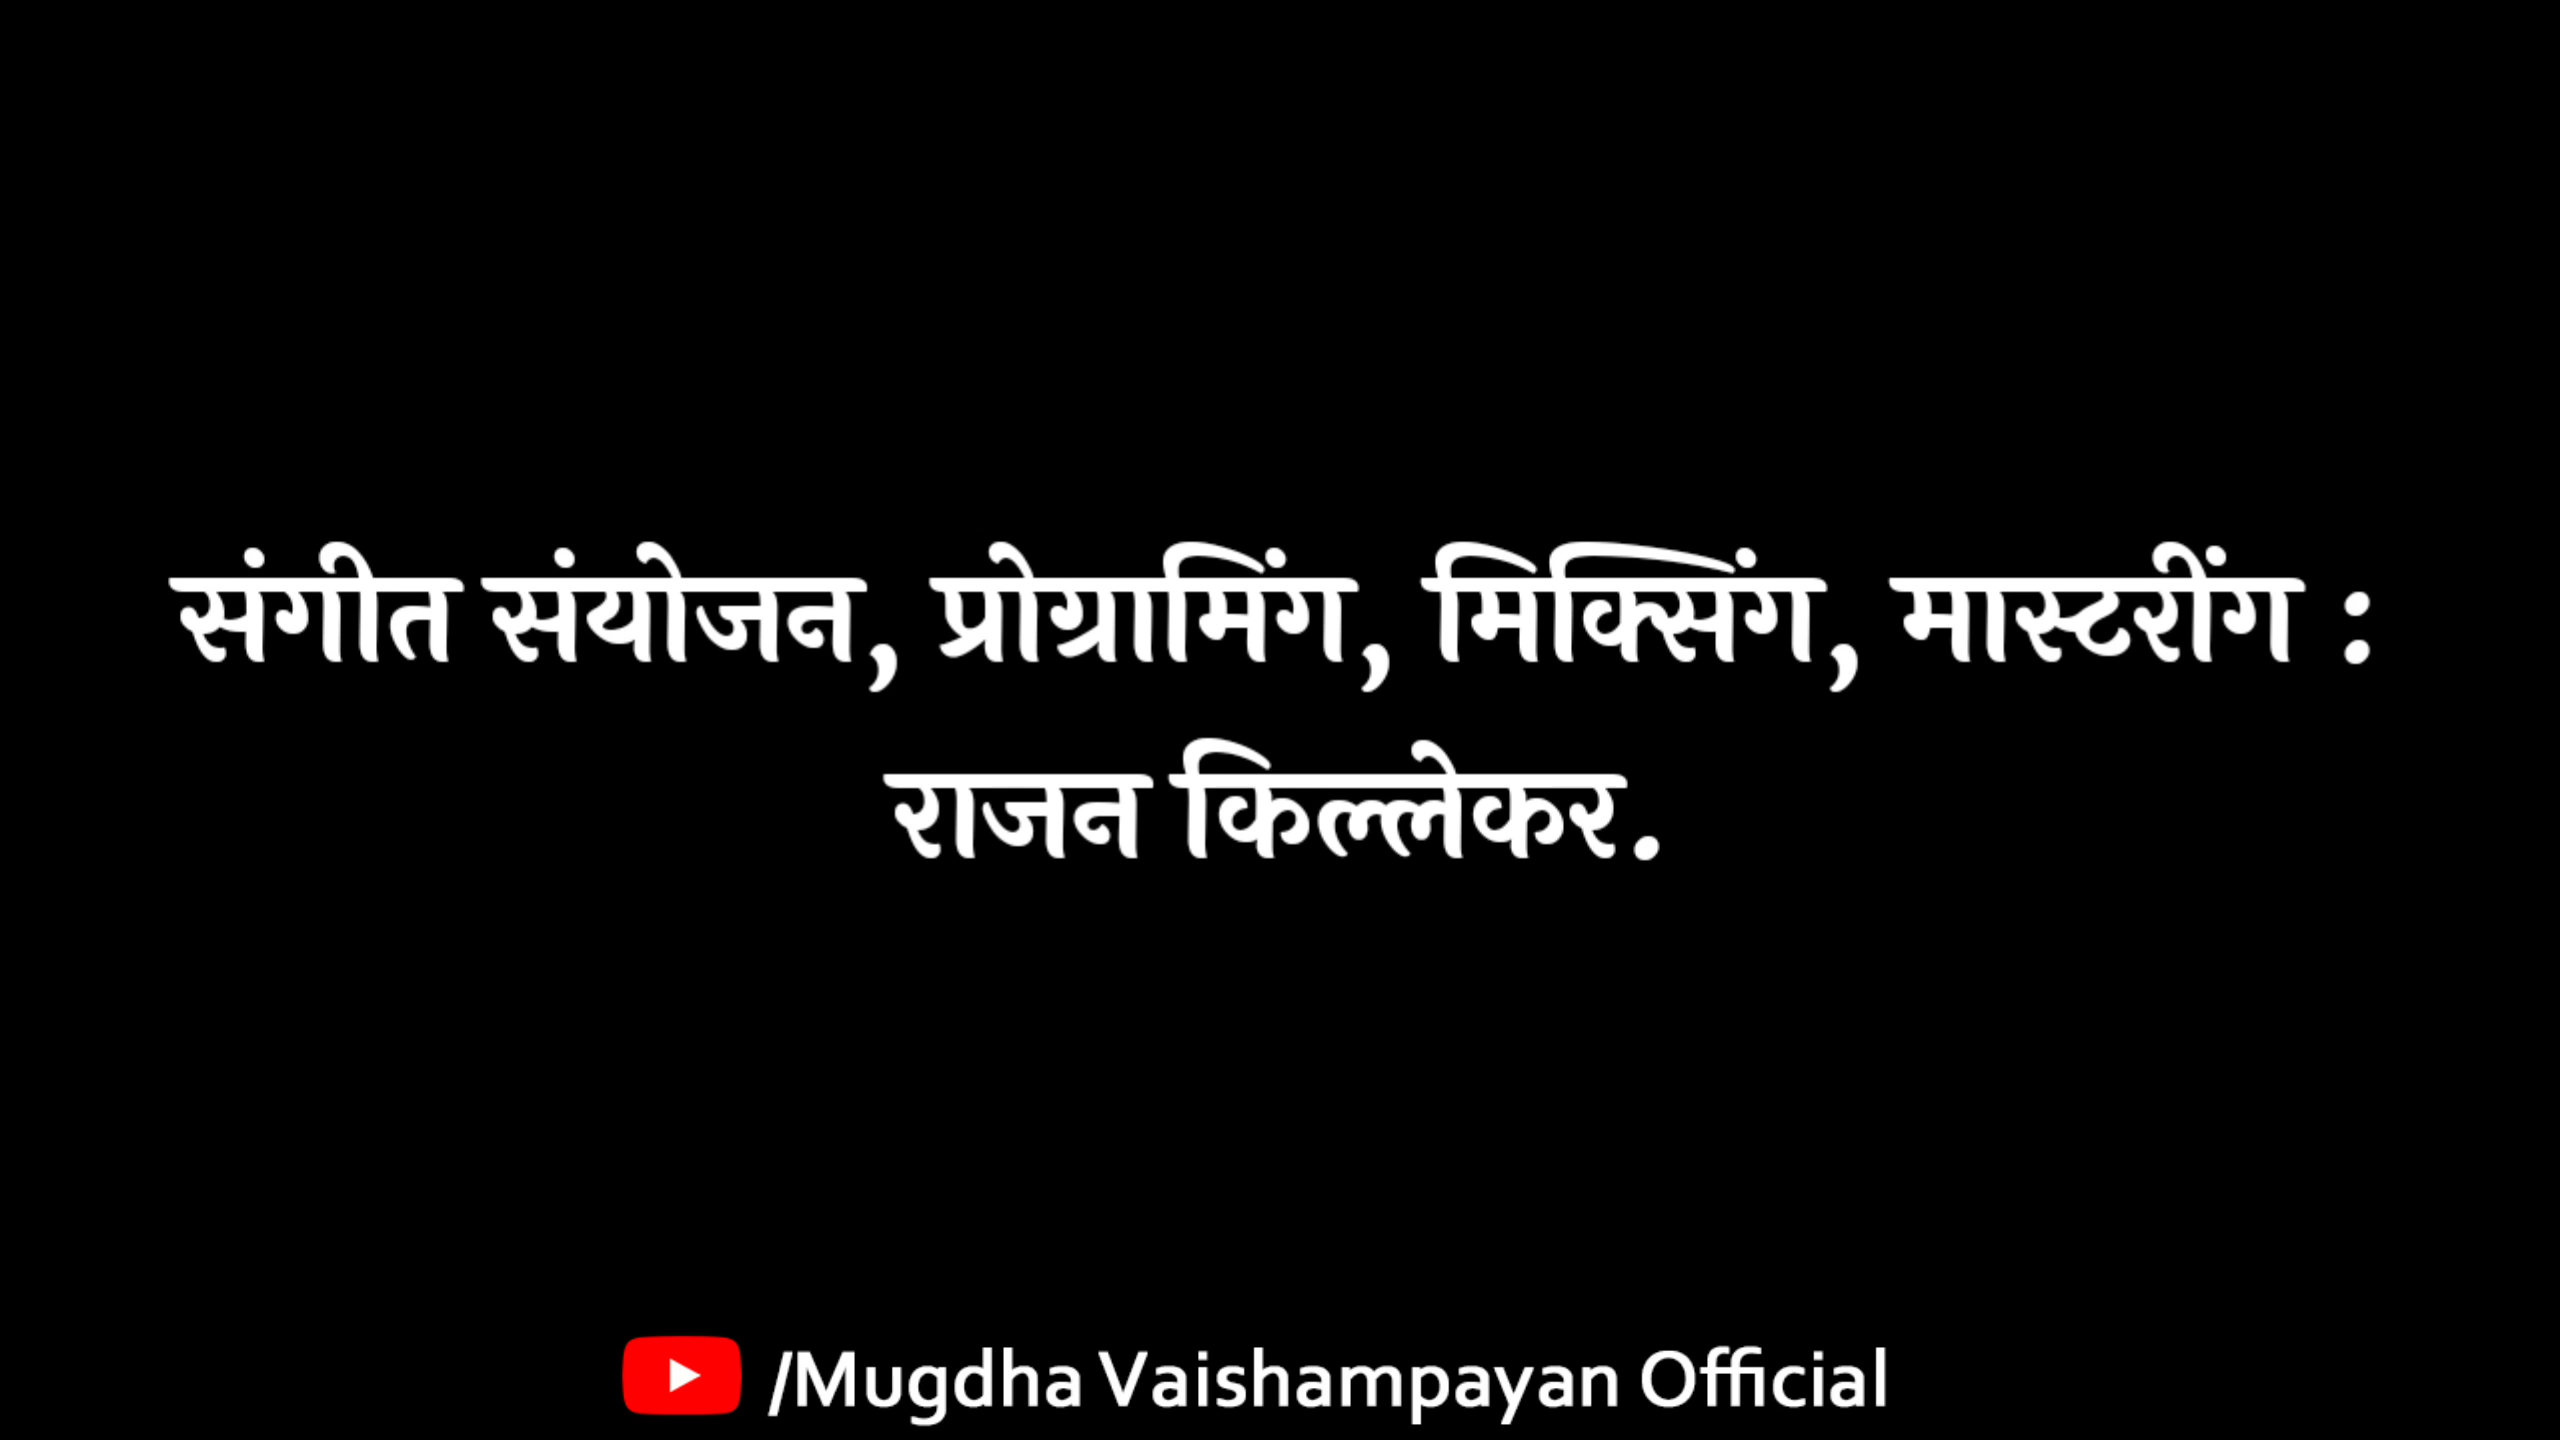 संगीत संयोजन, प्रोग्रामिंग, मिक्सिंग, मास्टरींग :
राजन किल्लेकर.
/Mugdha Vaishampayan Official